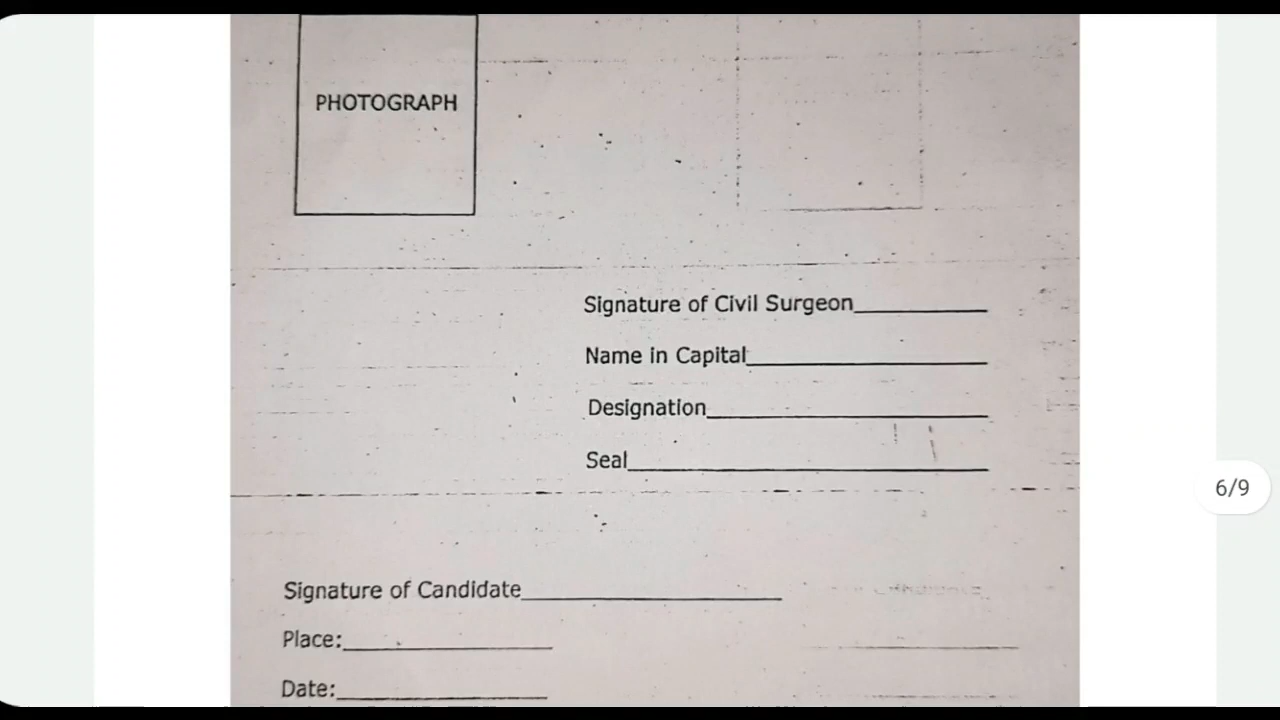 PHOTOGRAPH
Signature of Civil Surgeon
Name in Capital
Designation
Seal
6/9
Signature of Candidate
Place:
Date: